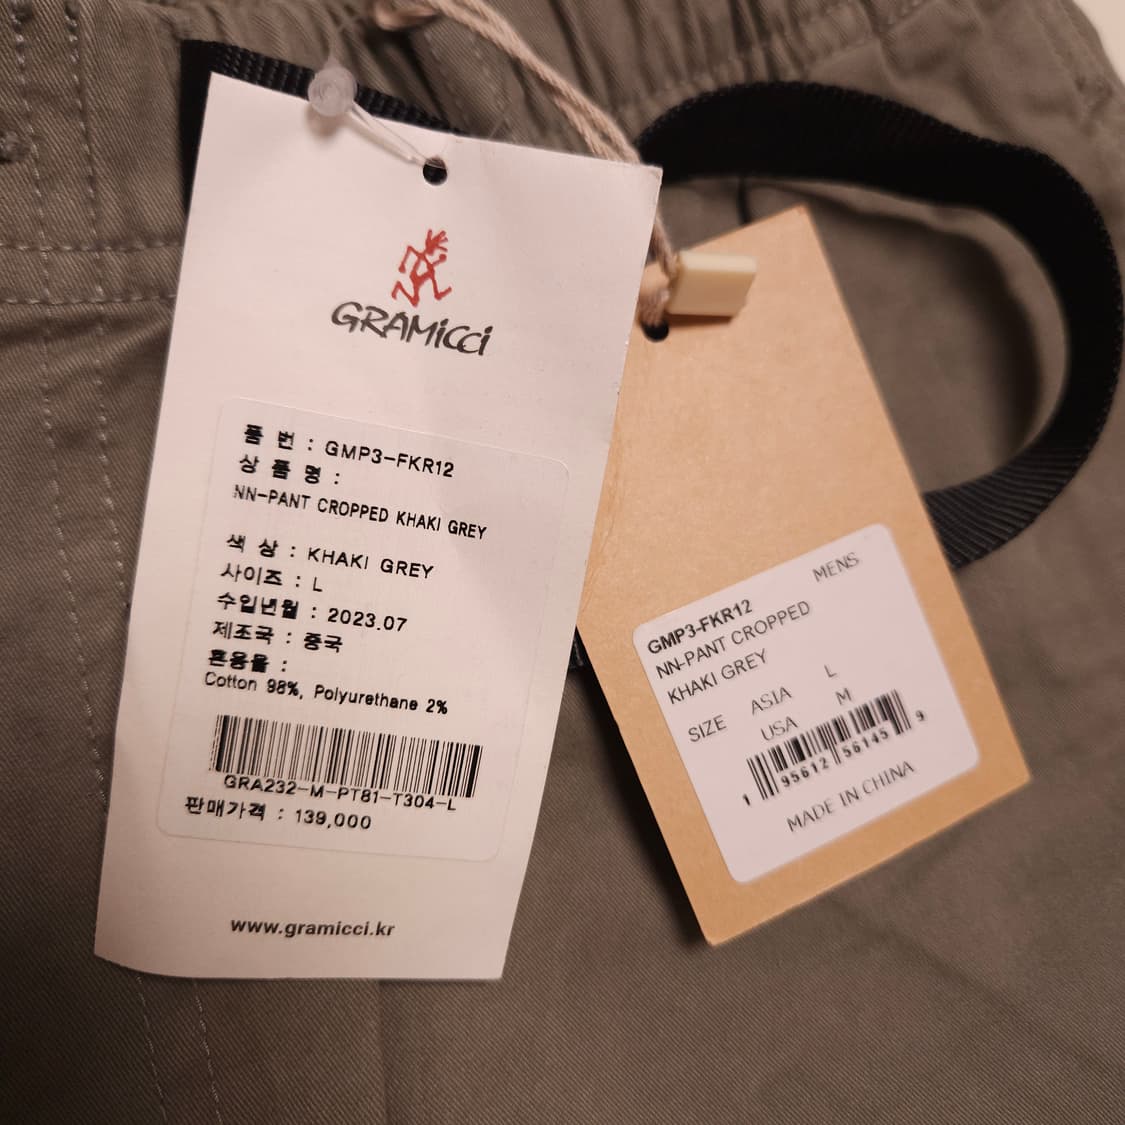 GRAMICCI
품 번 : GMP3-FKR12
상 품 명 :
NN-PANT CROPPED KHAKI GREY
색 상 : KHAKI GREY
사이즈 : L
수입년월 : 2023.07
제조국 : 중국
혼용율 :
Cotton 98%, Polyurethane 2%
GRA232-M-PT81-T304-L
판매가격 : 139,000
www.gramicci.kr
MENS
GMP3-FKR12
NN-PANT CROPPED
KHAKI GREY
SIZE ASIA L
USA M
1 95612 56145 9
MADE IN CHINA